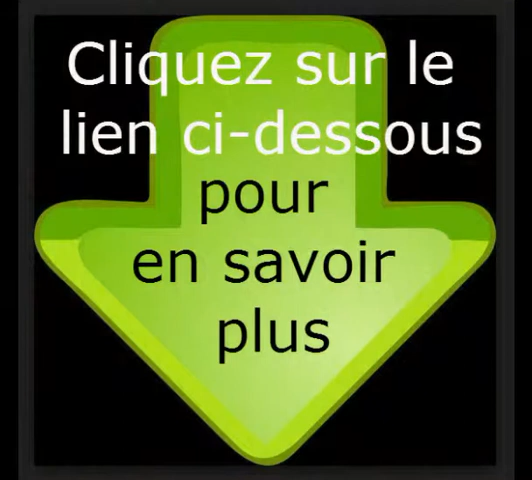 Cliquez sur le
lien ci-dessous
pour
en savoir
plus